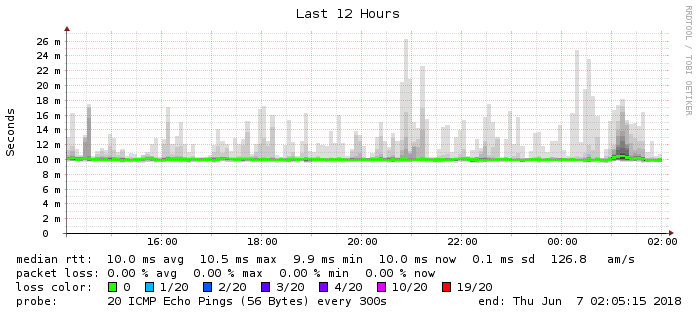 Last 12 Hours
RRDTOOL / TOBI OETIKER
Seconds
26 m
24 m
22 m
20 m
18 m
16 m
14 m
12 m
10 m
8 m
6 m
4 m
2 m
0
16:00 18:00 20:00 22:00 00:00 02:00
median rtt: 10.0 ms avg 10.5 ms max 9.9 ms min 10.0 ms now 0.1 ms sd 126.8 am/s
packet loss: 0.00 % avg 0.00 % max 0.00 % min 0.00 % now
loss color: 0 1/20 2/20 3/20 4/20 10/20 19/20
probe: 20 ICMP Echo Pings (56 Bytes) every 300s end: Thu Jun 7 02:05:15 2018